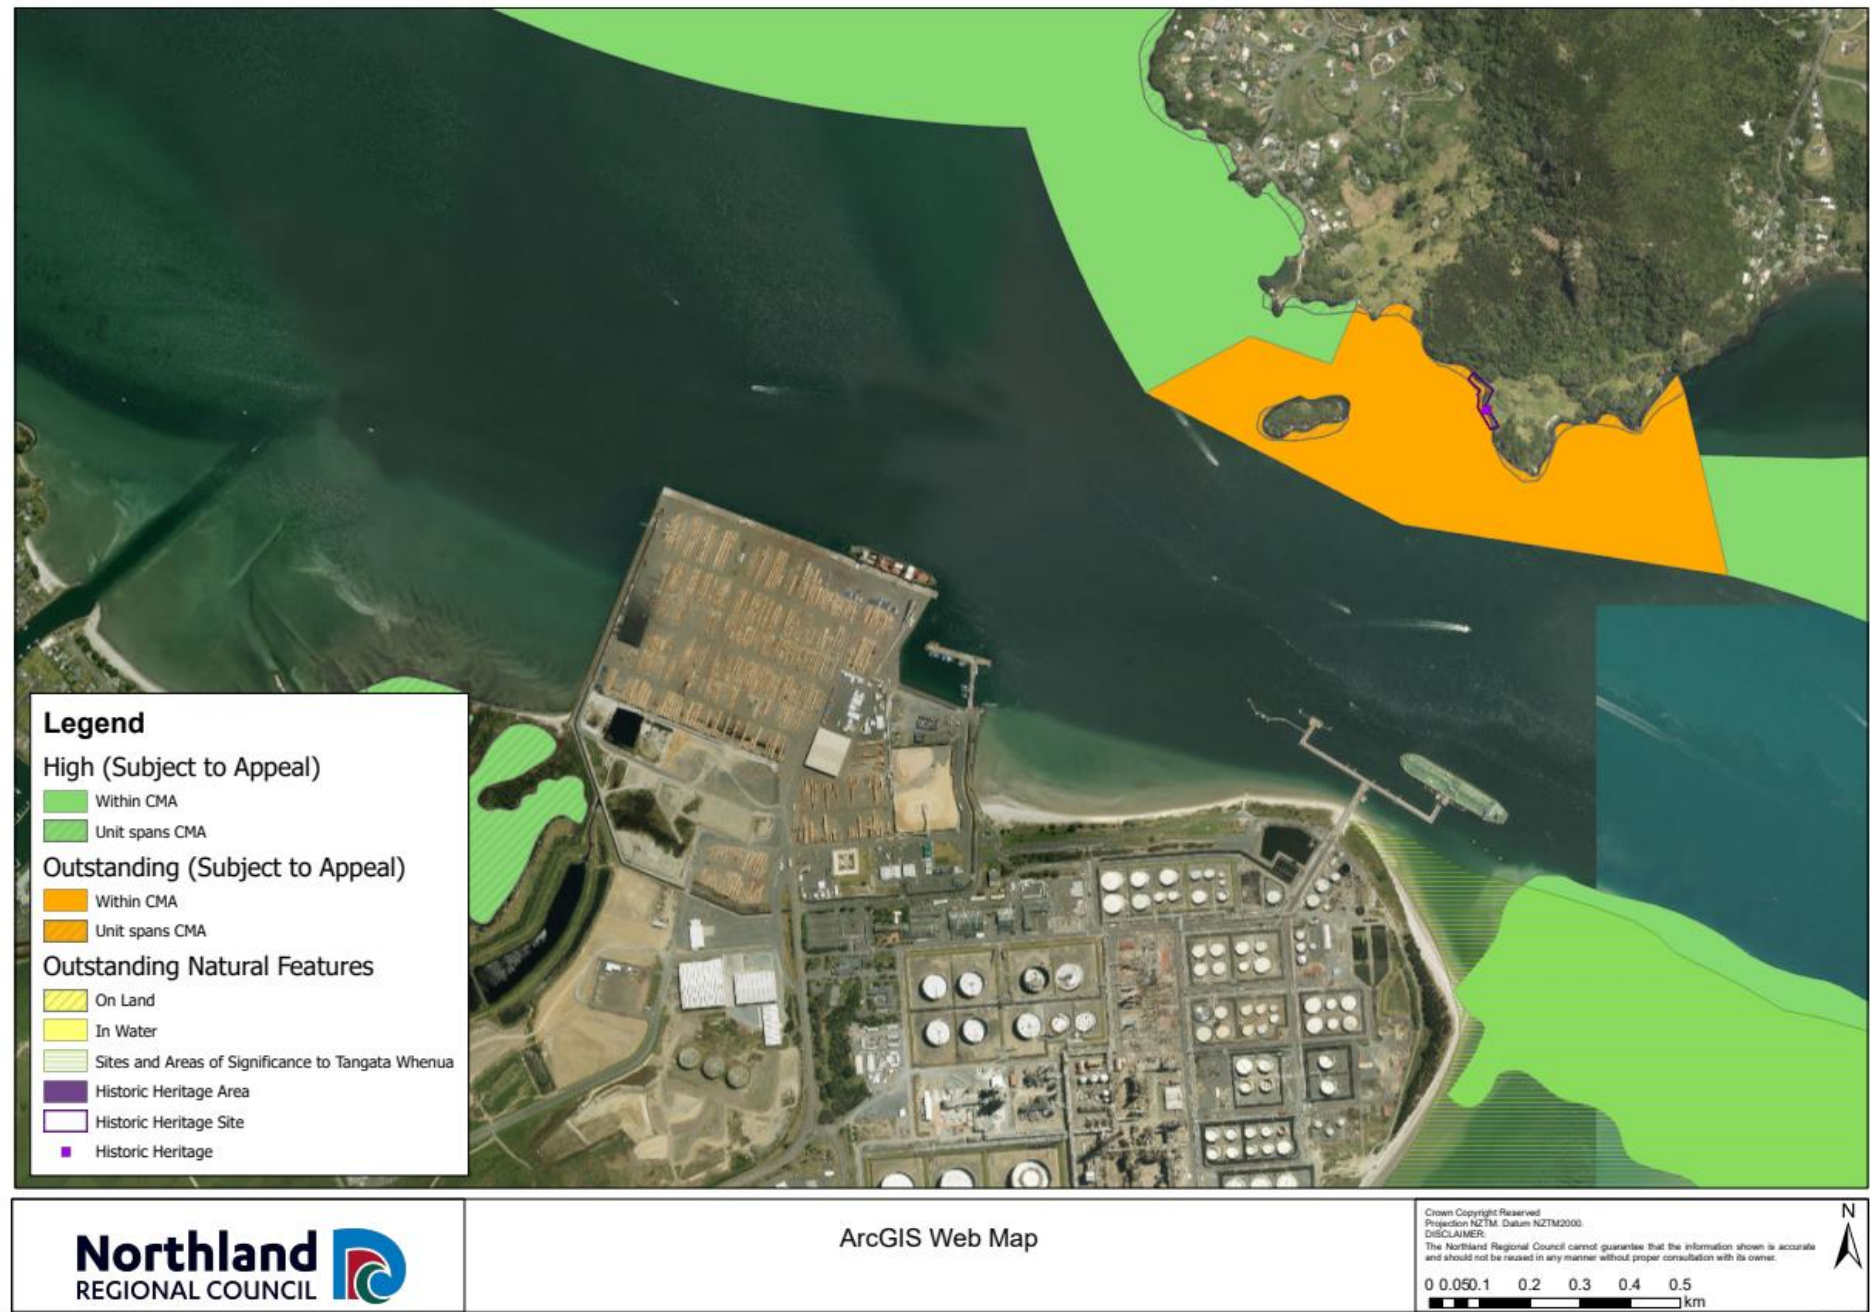 Legend
High (Subject to Appeal)
Within CMA
Unit spans CMA
Outstanding (Subject to Appeal)
Within CMA
Unit spans CMA
Outstanding Natural Features
On Land
In Water
Sites and Areas of Significance to Tangata Whenua
Historic Heritage Area
Historic Heritage Site
Historic Heritage
Northland
REGIONAL COUNCIL
ArcGIS Web Map
Crown Copyright Reserved
Projection NZTM. Datum NZTM2000.
DISCLAIMER:
The Northland Regional Council cannot guarantee that the information shown is accurate
and should not be reused in any manner without proper consultation with its owner.
N
0 0.050.1 0.2 0.3 0.4 0.5
km